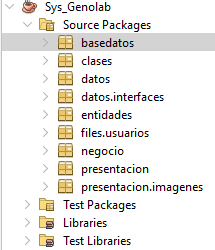 Sys_Genolab
Source Packages
basedatos
clases
datos
datos.interfaces
entidades
files.usuarios
negocio
presentacion
presentacion.imagenes
Test Packages
Libraries
Test Libraries